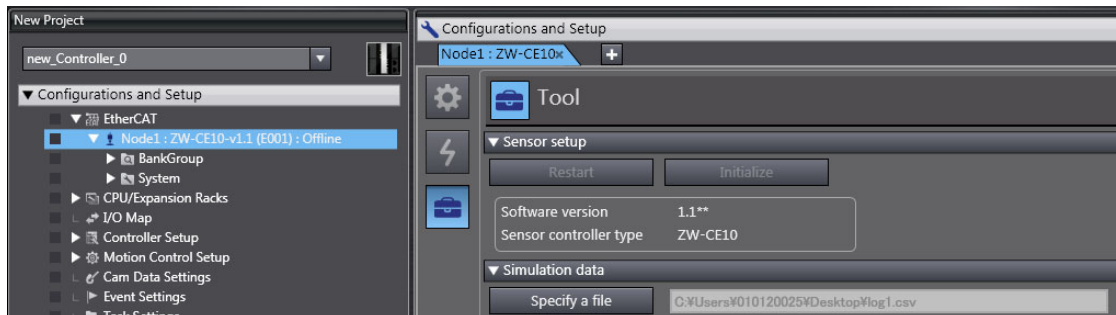 New Project
new_Controller_0
Configurations and Setup
EtherCAT
Node1 : ZW-CE10-v1.1 (E001) : Offline
BankGroup
System
CPU/Expansion Racks
I/O Map
Controller Setup
Motion Control Setup
Cam Data Settings
Event Settings
Task Settings
Configurations and Setup
Node1 : ZW-CE10×
+
Tool
Sensor setup
Restart
Initialize
Software version 1.1**
Sensor controller type ZW-CE10
Simulation data
Specify a file
C:¥Users¥010120025¥Desktop¥log1.csv